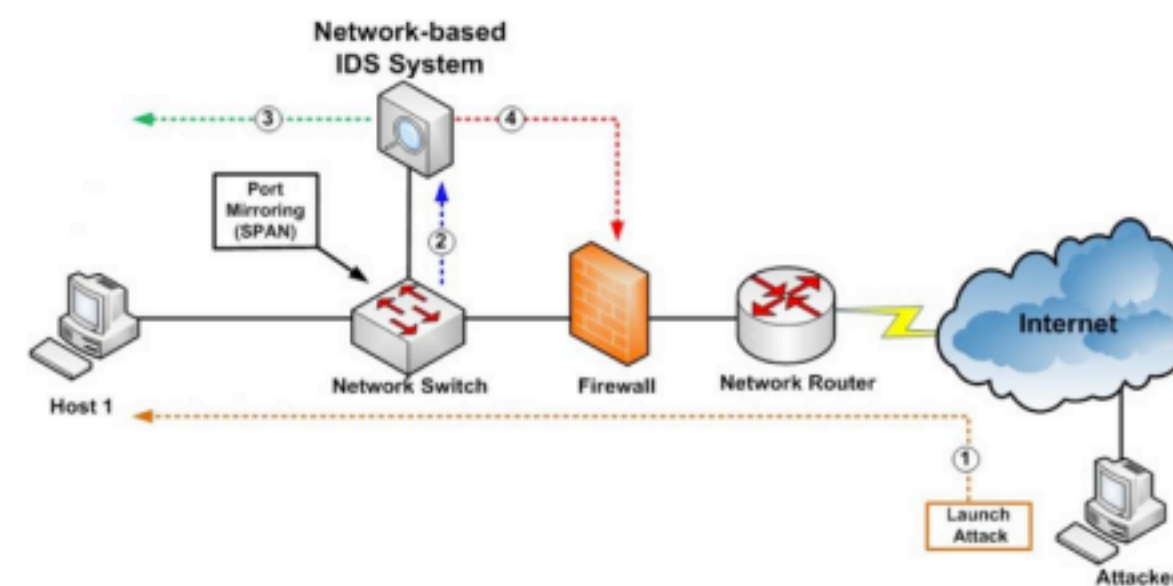 Network-based
IDS System
3
4
Port
Mirroring
(SPAN)
2
Internet
Network Switch
Firewall
Network Router
Host 1
1
Launch
Attack
Attacke